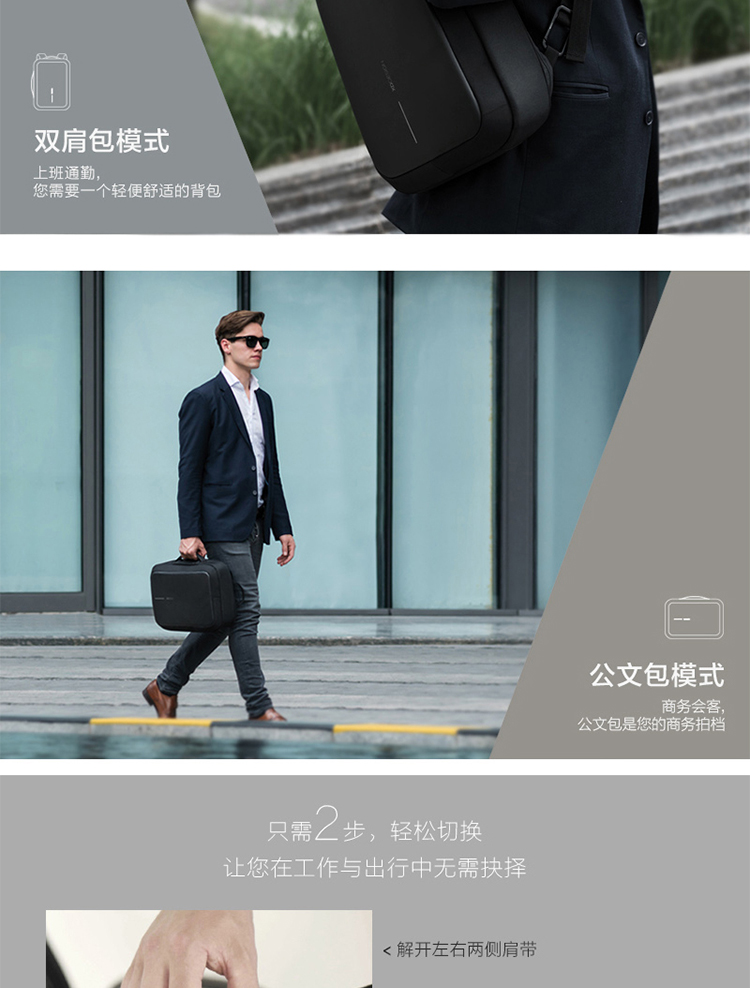 双肩包模式
上班通勤，
您需要一个轻便舒适的背包
公文包模式
商务会客，
公文包是您的商务拍档
只需2步，轻松切换
让您在工作与出行中无需抉择
< 解开左右两侧肩带